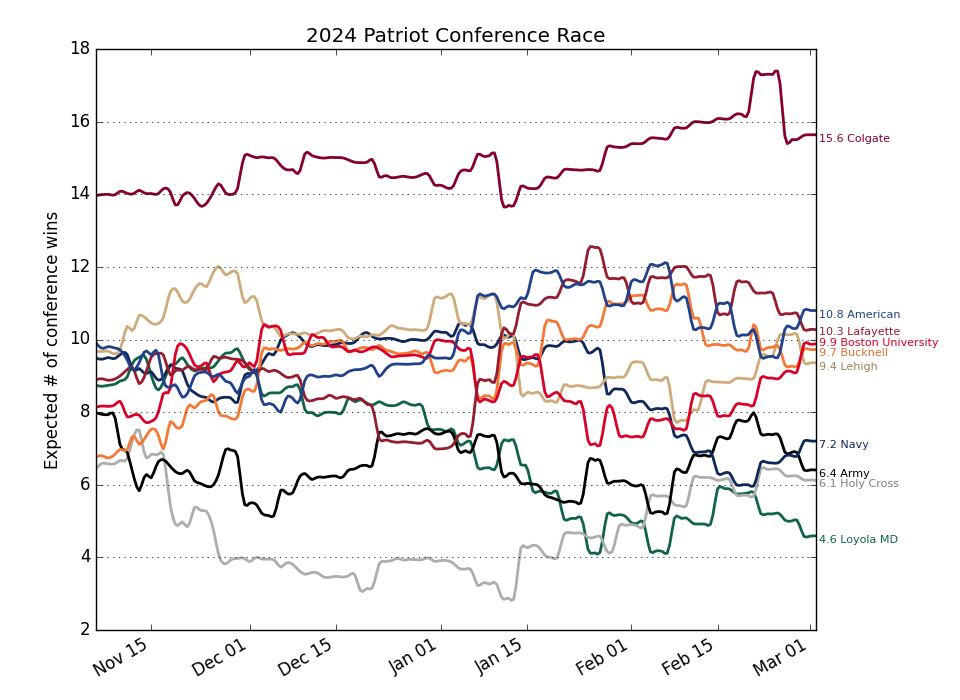 2024 Patriot Conference Race
Expected # of conference wins
18
16
14
12
10
8
6
4
2
15.6 Colgate
10.8 American
10.3 Lafayette
9.9 Boston University
9.7 Bucknell
9.4 Lehigh
7.2 Navy
6.4 Army
6.1 Holy Cross
4.6 Loyola MD
Nov 15
Dec 01
Dec 15
Jan 01
Jan 15
Feb 01
Feb 15
Mar 01